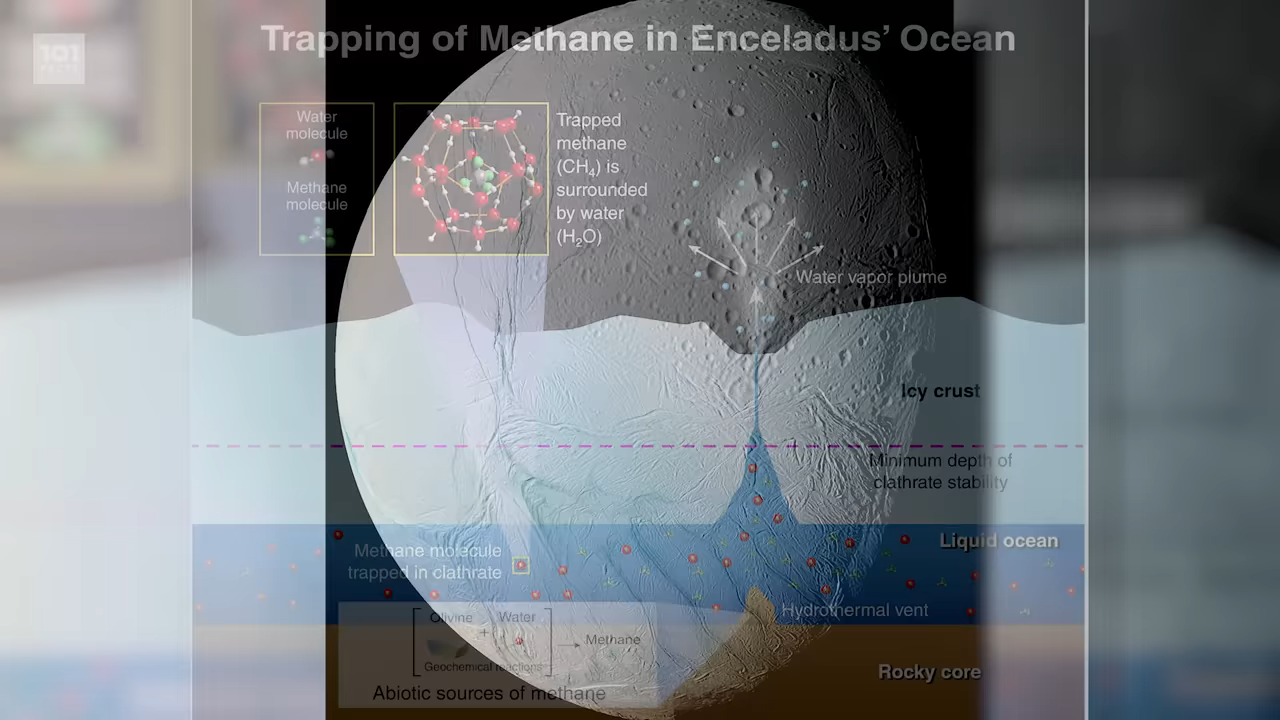 101
FACTS
Trapping of Methane in Enceladus’ Ocean
Water
molecule
Methane
molecule
Trapped
methane
(CH₄) is
surrounded
by water
(H₂O)
Water vapor plume
Icy crust
Minimum depth of
clathrate stability
Liquid ocean
Methane molecule
trapped in clathrate
Hydrothermal vent
Olivine + Water → Methane
Geochemical reactions
Rocky core
Abiotic sources of methane